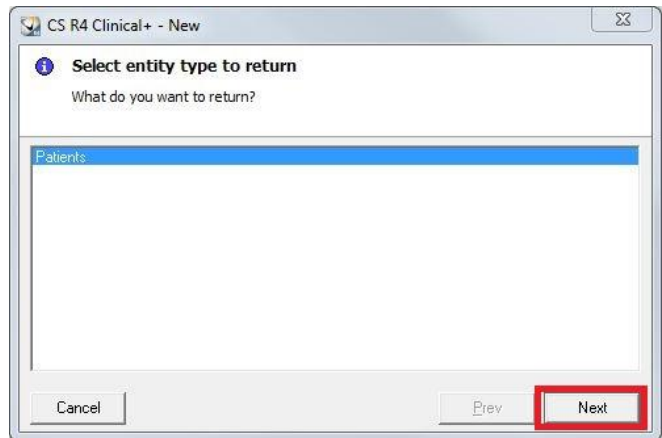 CS R4 Clinical+ - New
Select entity type to return
What do you want to return?
Patients
Cancel
Prev
Next